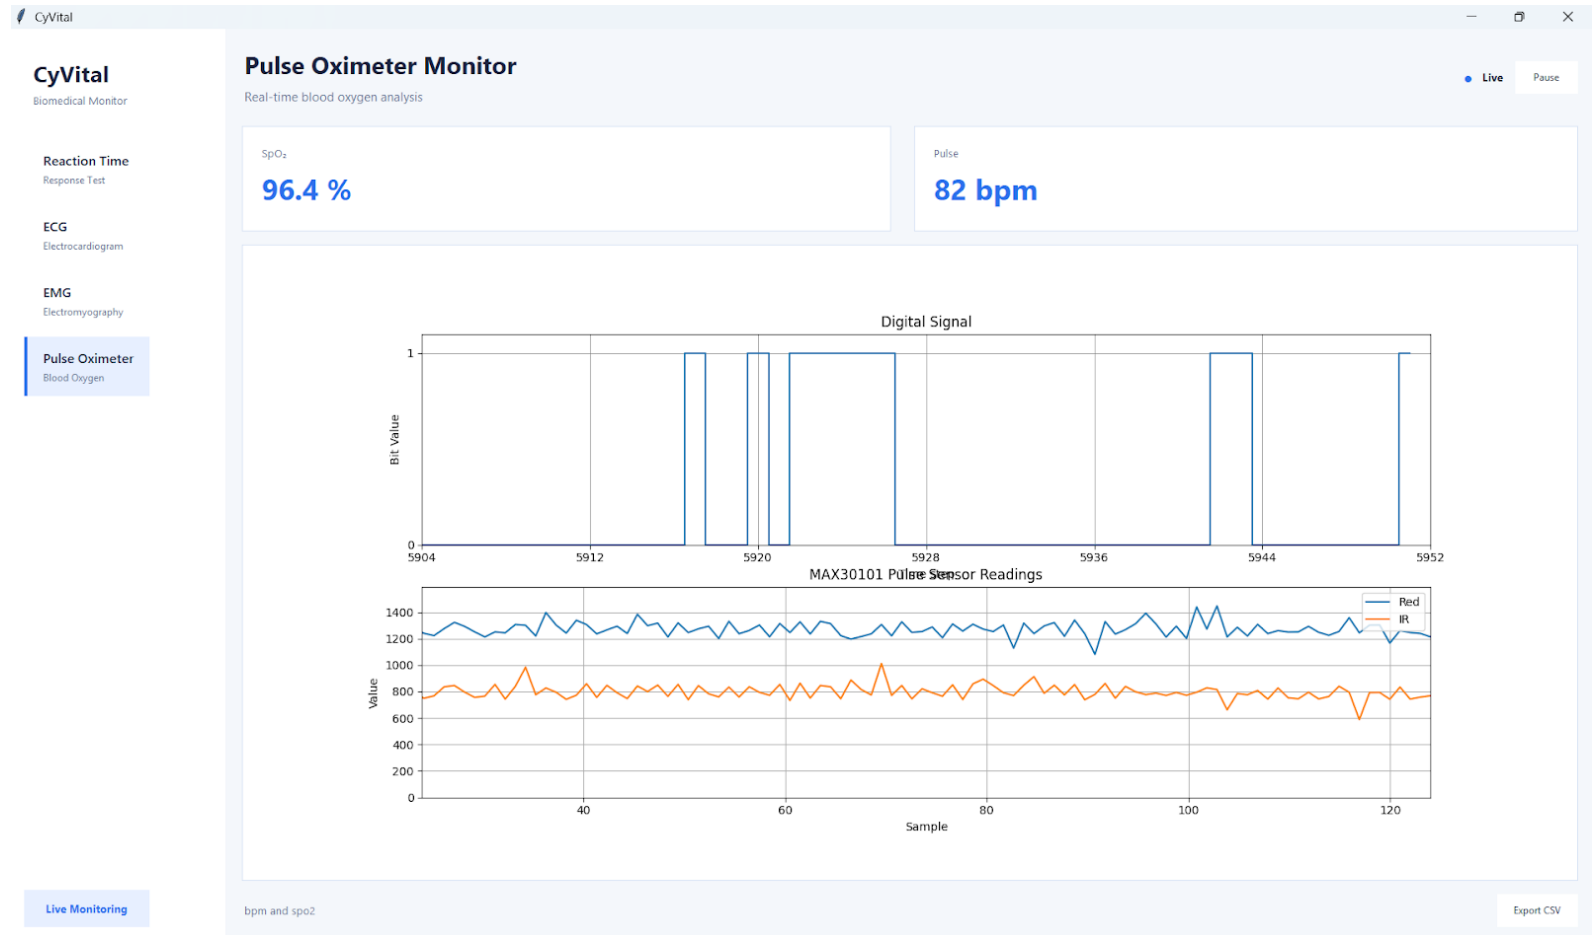 CyVital
CyVital
Biomedical Monitor
Reaction Time
Response Test
ECG
Electrocardiogram
EMG
Electromyography
Pulse Oximeter
Blood Oxygen
Live Monitoring
Pulse Oximeter Monitor
Real-time blood oxygen analysis
Live
Pause
SpO₂
96.4 %
Pulse
82 bpm
Digital Signal
Bit Value
1
0
5904 5912 5920 5928 5936 5944 5952
Time Step
MAX30101 Pulse Sensor Readings
Red
IR
Value
1400
1200
1000
800
600
400
200
0
40 60 80 100 120
Sample
bpm and spo2
Export CSV